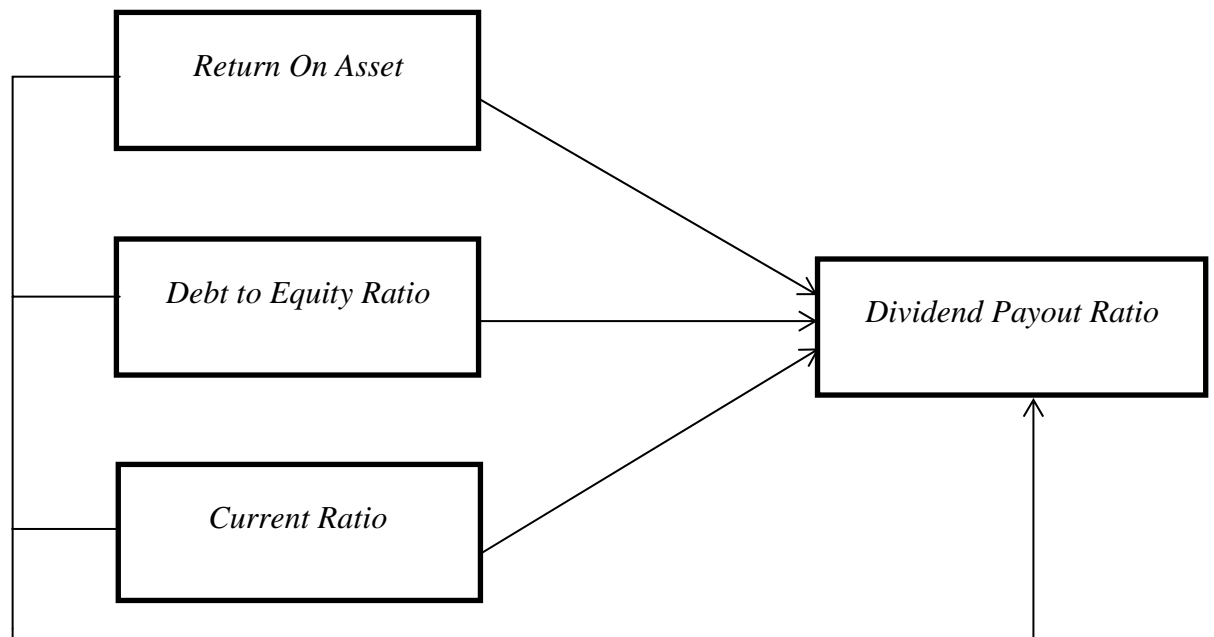 Return On Asset
Debt to Equity Ratio
Dividend Payout Ratio
Current Ratio